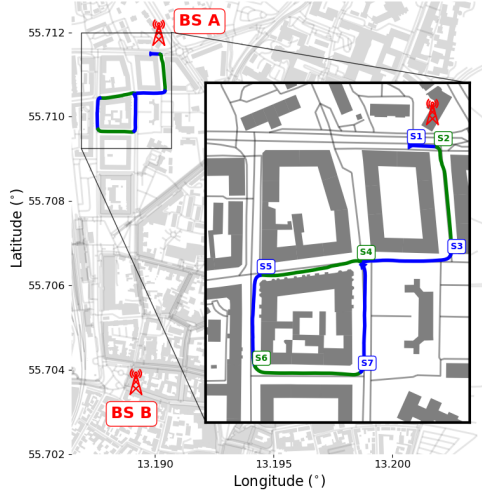 BS A
BS B
S1
S2
S3
S4
S5
S6
S7
55.712
55.710
55.708
55.706
55.704
55.702
Latitude (°)
13.190
13.195
13.200
Longitude (°)